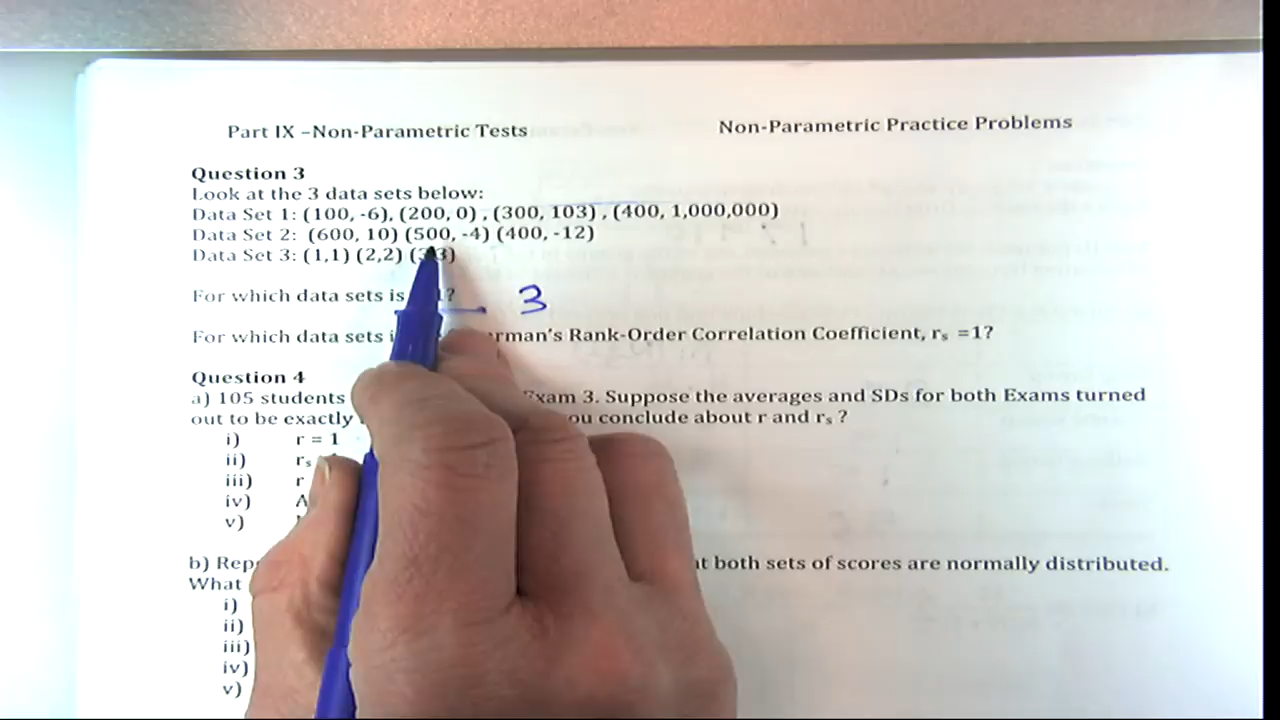 Part IX –Non-Parametric Tests
Non-Parametric Practice Problems
Question 3
Look at the 3 data sets below:
Data Set 1: (100, -6), (200, 0) , (300, 103) , (400, 1,000,000)
Data Set 2: (600, 10) (500, -4) (400, -12)
Data Set 3: (1,1) (2,2) (3,3)
For which data sets is ? 3
For which data sets Rank-Order Correlation Coefficient, rs =1?
Question 4
a) 105 students Exam 3. Suppose the averages and SDs for both Exams turned
out to be exactly conclude about r and rs ?
i) r = 1
ii)
iii) r
iv)
v)
b) both sets of scores are normally distributed.
What
i)
ii)
iii)
iv)
v)